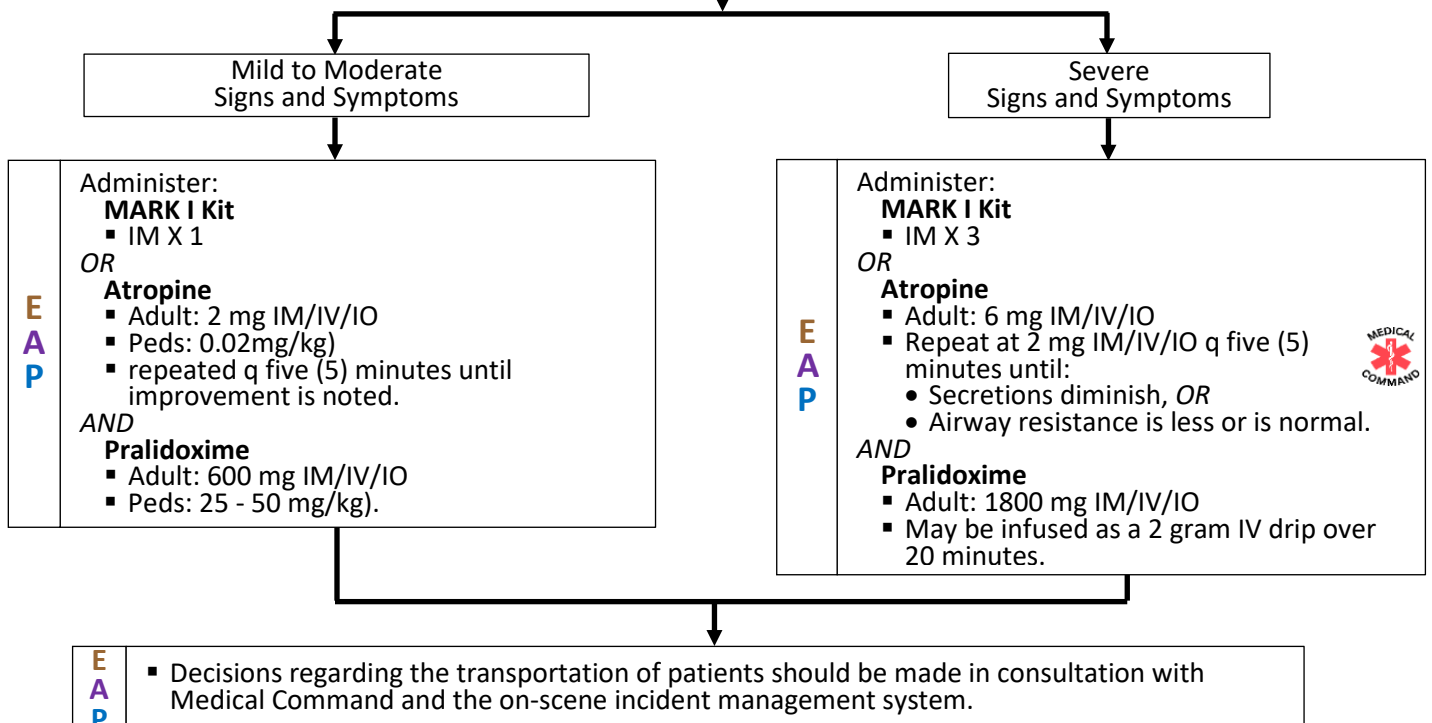 Mild to Moderate
Signs and Symptoms
Severe
Signs and Symptoms
E
A
P
Administer:
MARK I Kit
▪ IM X 1
OR
Atropine
▪ Adult: 2 mg IM/IV/IO
▪ Peds: 0.02mg/kg)
▪ repeated q five (5) minutes until
improvement is noted.
AND
Pralidoxime
▪ Adult: 600 mg IM/IV/IO
▪ Peds: 25 - 50 mg/kg).
E
A
P
Administer:
MARK I Kit
▪ IM X 3
OR
Atropine
▪ Adult: 6 mg IM/IV/IO
▪ Repeat at 2 mg IM/IV/IO q five (5)
minutes until:
• Secretions diminish, OR
• Airway resistance is less or is normal.
AND
Pralidoxime
▪ Adult: 1800 mg IM/IV/IO
▪ May be infused as a 2 gram IV drip over
20 minutes.
MEDICAL
COMMAND
E
A
P
▪ Decisions regarding the transportation of patients should be made in consultation with
Medical Command and the on-scene incident management system.